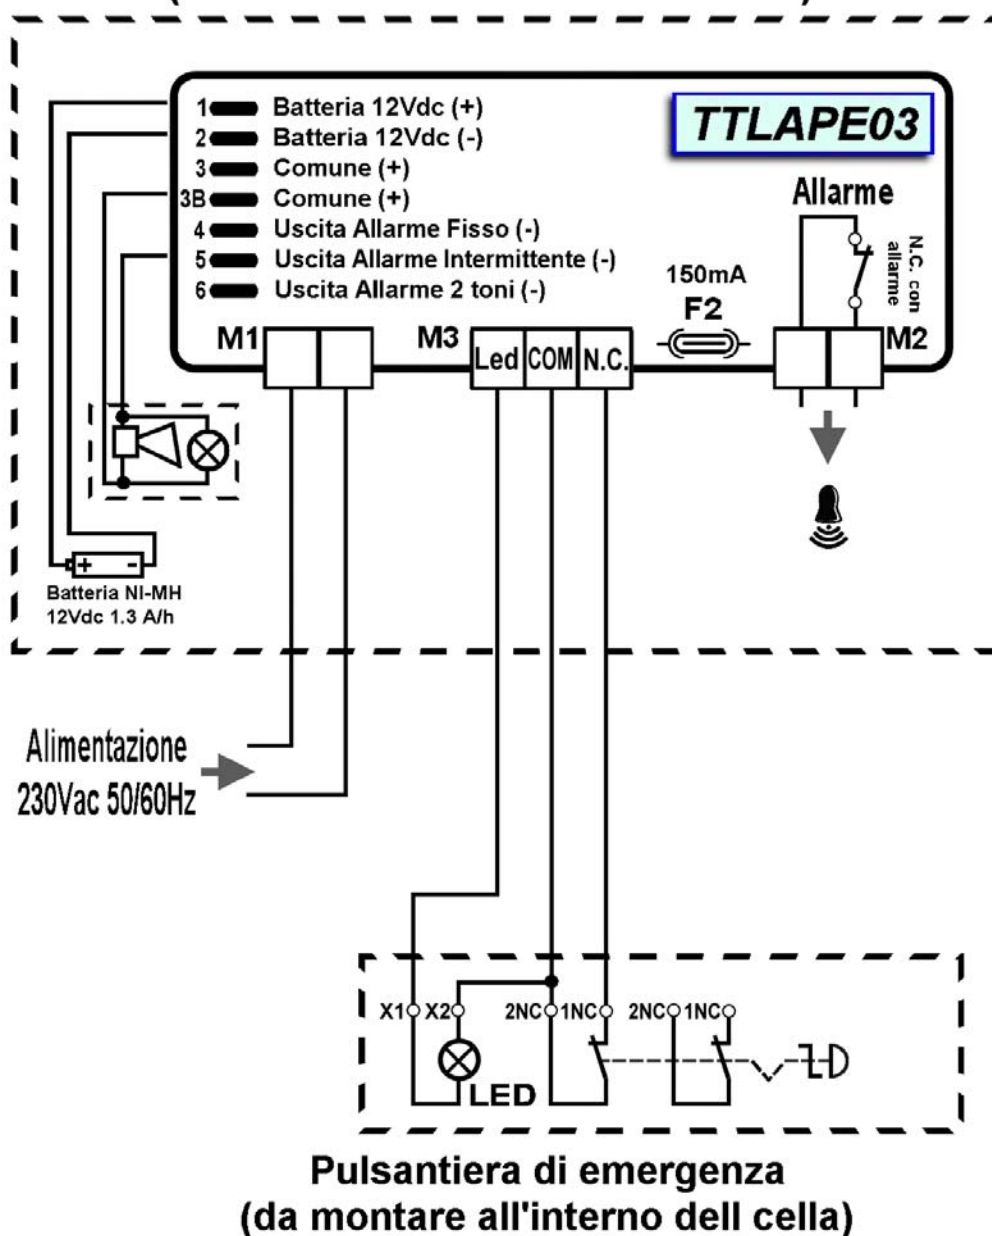 1 Batteria 12Vdc (+)
2 Batteria 12Vdc (-)
3 Comune (+)
3B Comune (+)
4 Uscita Allarme Fisso (-)
5 Uscita Allarme Intermittente (-)
6 Uscita Allarme 2 toni (-)
TTLAPE03
Allarme
N.C. con
allarme
150mA
F2
M1
M3
Led COM N.C.
M2
+ -
Batteria NI-MH
12Vdc 1.3 A/h
Alimentazione
230Vac 50/60Hz
X1 X2 2NC 1NC 2NC 1NC
LED
Pulsantiera di emergenza
(da montare all'interno dell cella)